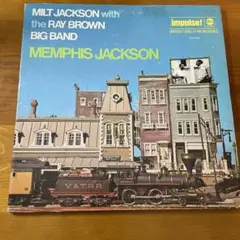 MILT JACKSON with
the RAY BROWN
BIG BAND
MEMPHIS JACKSON
impulse!
V.&T.R.R.